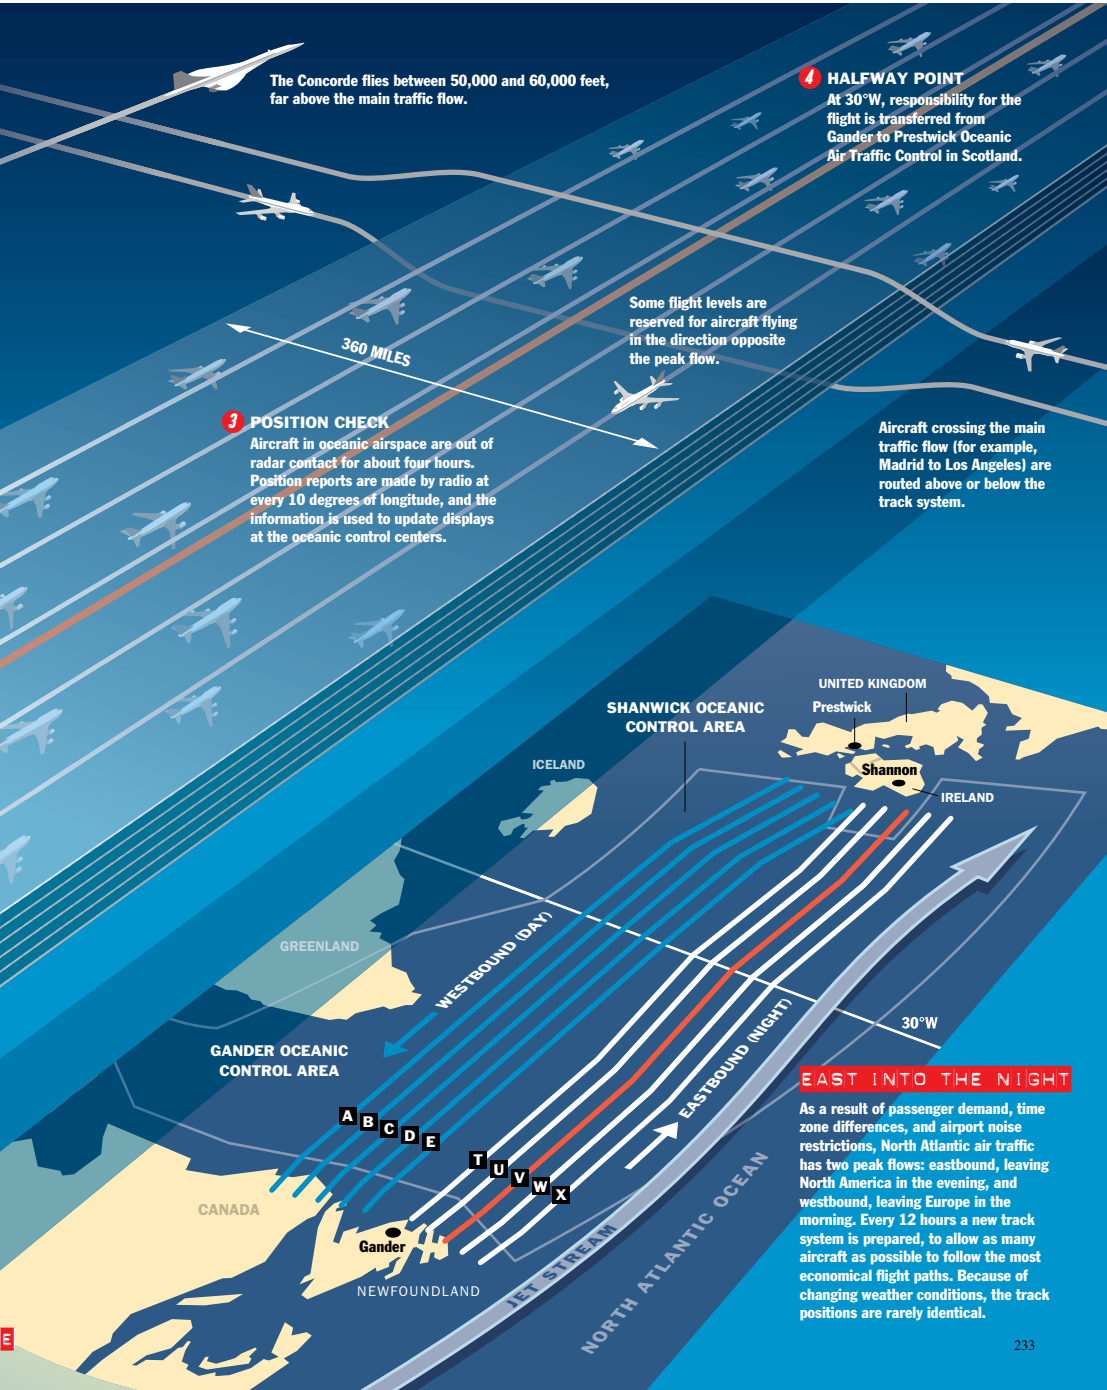 The Concorde flies between 50,000 and 60,000 feet,
far above the main traffic flow.
4 HALFWAY POINT
At 30°W, responsibility for the
flight is transferred from
Gander to Prestwick Oceanic
Air Traffic Control in Scotland.
Some flight levels are
reserved for aircraft flying
in the direction opposite
the peak flow.
360 MILES
3 POSITION CHECK
Aircraft in oceanic airspace are out of
radar contact for about four hours.
Position reports are made by radio at
every 10 degrees of longitude, and the
information is used to update displays
at the oceanic control centers.
Aircraft crossing the main
traffic flow (for example,
Madrid to Los Angeles) are
routed above or below the
track system.
UNITED KINGDOM
Prestwick
SHANWICK OCEANIC
CONTROL AREA
ICELAND
Shannon
IRELAND
GREENLAND
WESTBOUND (DAY)
30°W
GANDER OCEANIC
CONTROL AREA
EASTBOUND (NIGHT)
A
B
C
D
E
T
U
V
W
X
CANADA
Gander
NEWFOUNDLAND
JET STREAM
NORTH ATLANTIC OCEAN
EAST INTO THE NIGHT
As a result of passenger demand, time
zone differences, and airport noise
restrictions, North Atlantic air traffic
has two peak flows: eastbound, leaving
North America in the evening, and
westbound, leaving Europe in the
morning. Every 12 hours a new track
system is prepared, to allow as many
aircraft as possible to follow the most
economical flight paths. Because of
changing weather conditions, the track
positions are rarely identical.
E
233